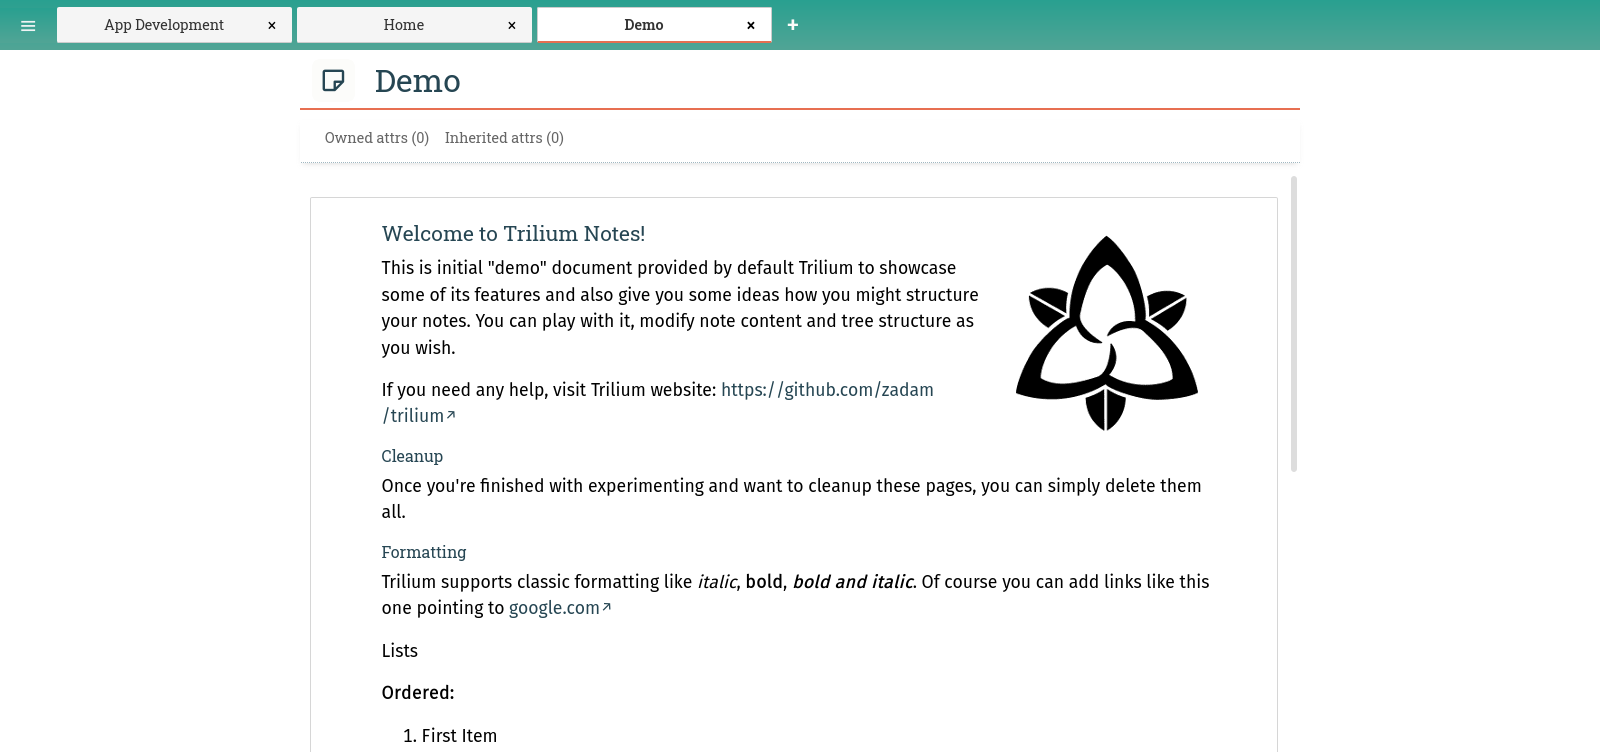 App Development × Home × Demo × +
Demo
Owned attrs (0) Inherited attrs (0)
Welcome to Trilium Notes!
This is initial "demo" document provided by default Trilium to showcase
some of its features and also give you some ideas how you might structure
your notes. You can play with it, modify note content and tree structure as
you wish.
If you need any help, visit Trilium website: https://github.com/zadam
/trilium↗
Cleanup
Once you're finished with experimenting and want to cleanup these pages, you can simply delete them
all.
Formatting
Trilium supports classic formatting like italic, bold, bold and italic. Of course you can add links like this
one pointing to google.com↗
Lists
Ordered:
1. First Item